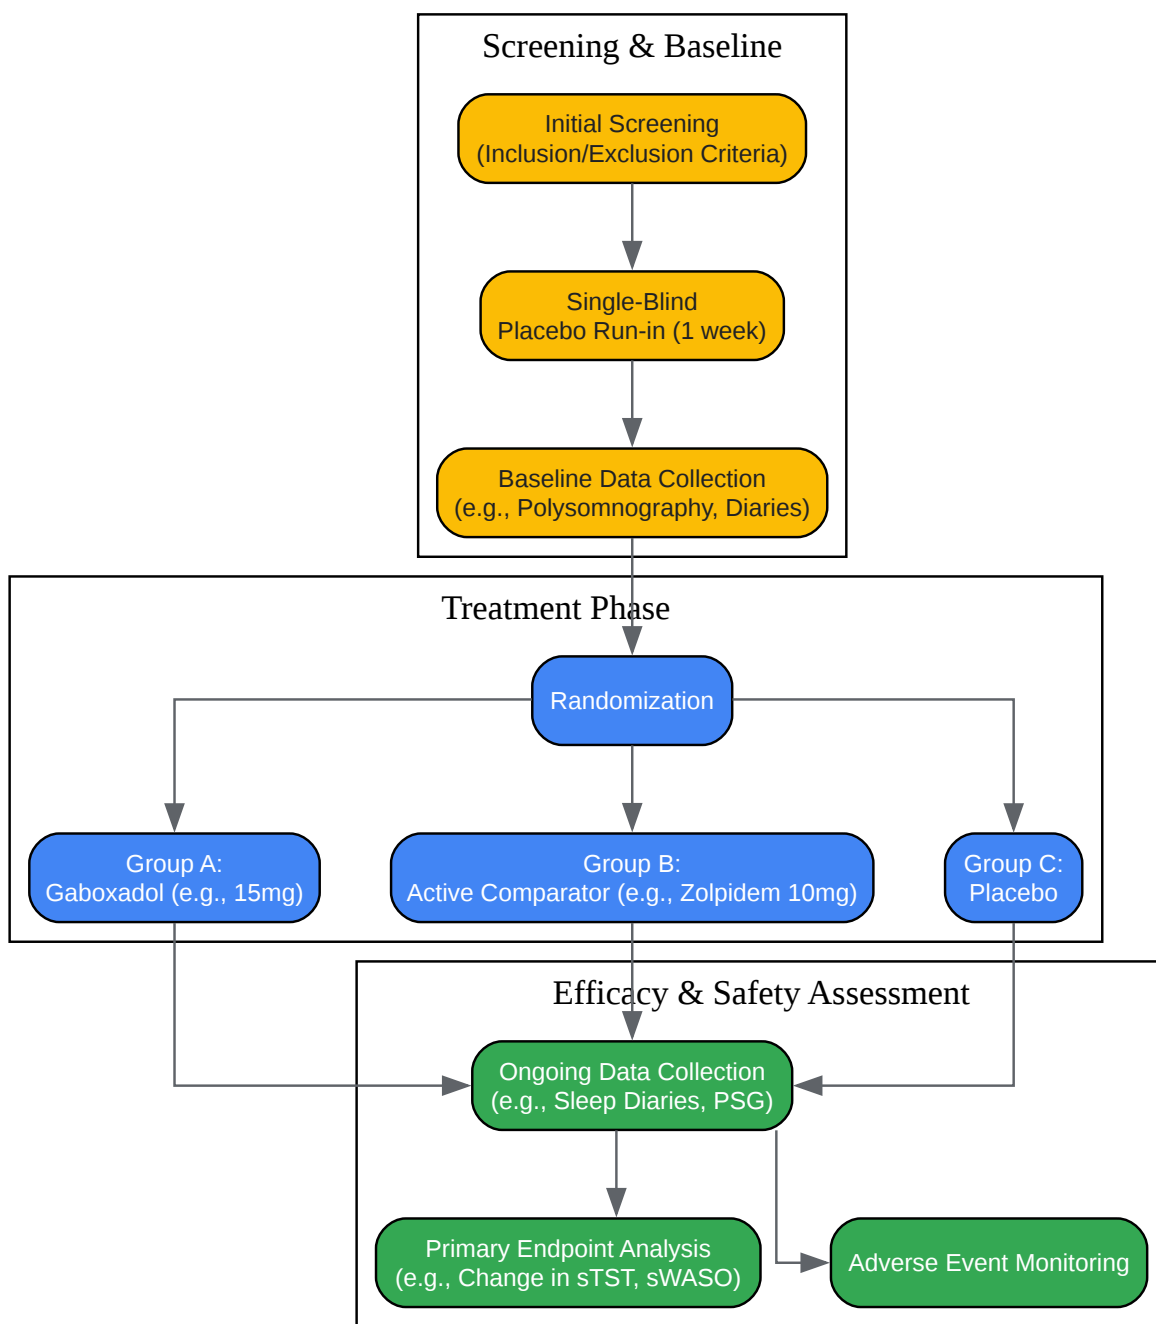 Screening & Baseline
Initial Screening
(Inclusion/Exclusion Criteria)
Single-Blind
Placebo Run-in (1 week)
Baseline Data Collection
(e.g., Polysomnography, Diaries)
Treatment Phase
Randomization
Group A:
Gaboxadol (e.g., 15mg)
Group B:
Active Comparator (e.g., Zolpidem 10mg)
Group C:
Placebo
Efficacy & Safety Assessment
Ongoing Data Collection
(e.g., Sleep Diaries, PSG)
Primary Endpoint Analysis
(e.g., Change in sTST, sWASO)
Adverse Event Monitoring